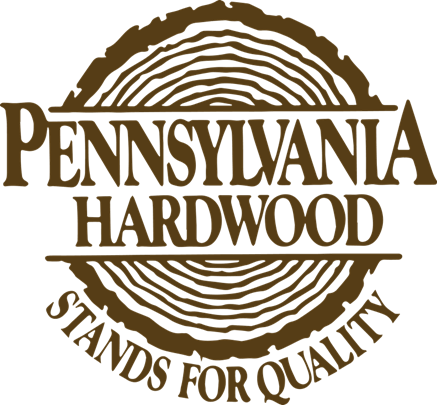 PENNSYLVANIA
HARDWOOD
STANDS FOR QUALITY